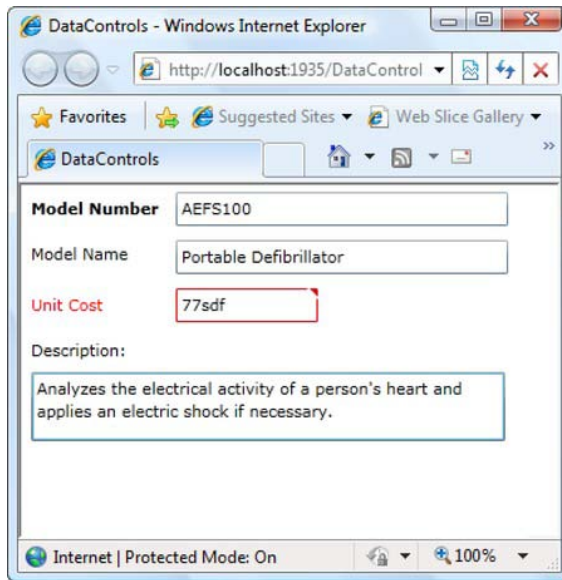 DataControls - Windows Internet Explorer
http://localhost:1935/DataControl
Favorites Suggested Sites Web Slice Gallery
DataControls »
Model Number AEFS100
Model Name Portable Defibrillator
Unit Cost 77sdf
Description:
Analyzes the electrical activity of a person's heart and
applies an electric shock if necessary.
Internet | Protected Mode: On 100%